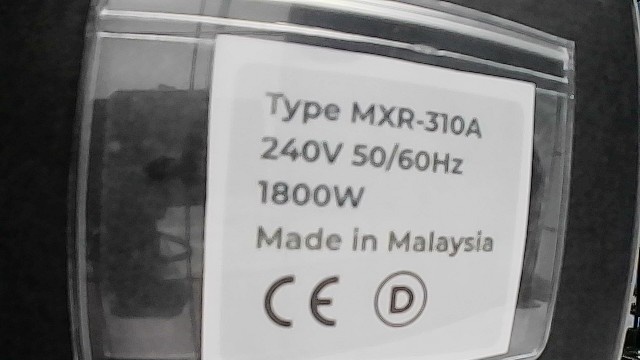 Type MXR-310A
240V 50/60Hz
1800W
Made in Malaysia
CE D